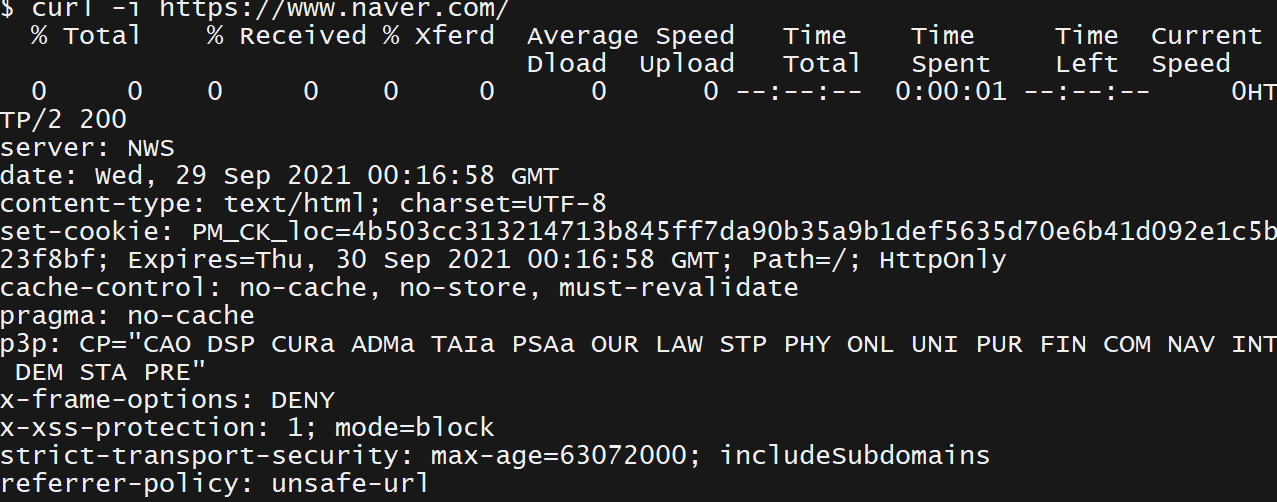 $ curl -i https://www.naver.com/
  % Total    % Received % Xferd  Average Speed   Time    Time     Time  Current
                                 Dload  Upload   Total   Spent    Left  Speed
  0     0    0     0    0     0      0      0 --:--:--  0:00:01 --:--:--     0HT
TP/2 200
server: NWS
date: Wed, 29 Sep 2021 00:16:58 GMT
content-type: text/html; charset=UTF-8
set-cookie: PM_CK_loc=4b503cc313214713b845ff7da90b35a9b1def5635d70e6b41d092e1c5b
23f8bf; Expires=Thu, 30 Sep 2021 00:16:58 GMT; Path=/; HttpOnly
cache-control: no-cache, no-store, must-revalidate
pragma: no-cache
p3p: CP="CAO DSP CURa ADMa TAIa PSAa OUR LAW STP PHY ONL UNI PUR FIN COM NAV INT
 DEM STA PRE"
x-frame-options: DENY
x-xss-protection: 1; mode=block
strict-transport-security: max-age=63072000; includeSubdomains
referrer-policy: unsafe-url